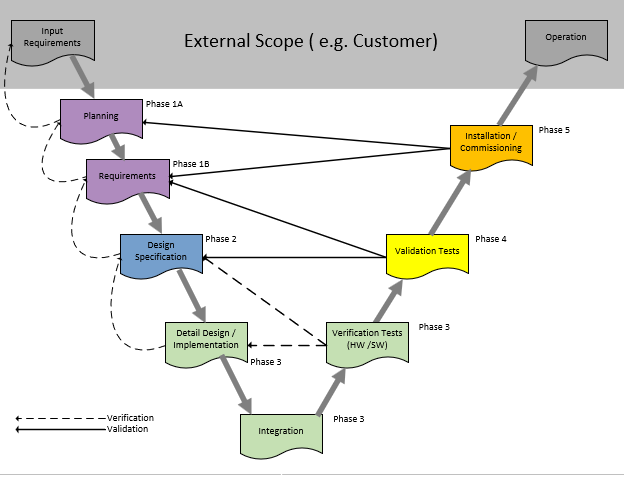 Input
Requirements
External Scope ( e.g. Customer)
Operation
Phase 1A
Planning
Phase 5
Installation /
Commissioning
Phase 1B
Requirements
Phase 2
Design
Specification
Phase 4
Validation Tests
Detail Design /
Implementation
Phase 3
Verification Tests
(HW /SW)
Phase 3
Phase 3
Integration
Verification
Validation